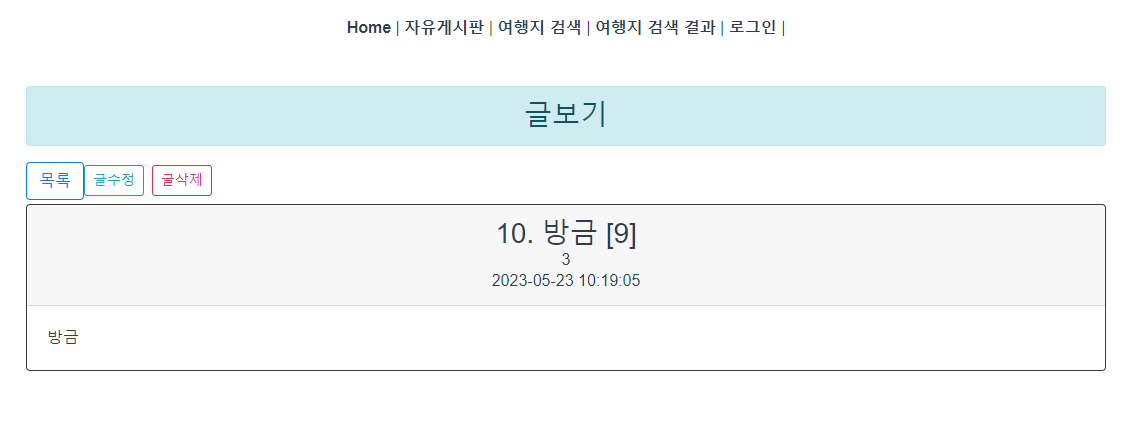 Home | 자유게시판 | 여행지 검색 | 여행지 검색 결과 | 로그인 |
글보기
목록 글수정 글삭제
10. 방금 [9]
3
2023-05-23 10:19:05
방금